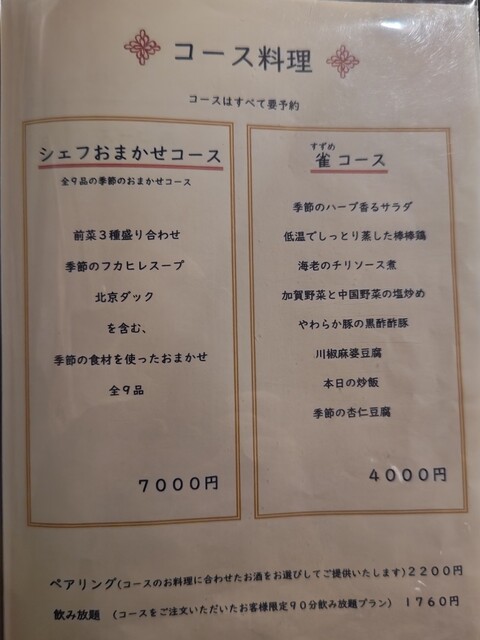 コース料理
コースはすべて要予約
シェフおまかせコース
全9品の季節のおまかせコース
前菜3種盛り合わせ
季節のフカヒレスープ
北京ダック
を含む、
季節の食材を使ったおまかせ
全9品
7000円
すずめ
雀コース
季節のハーブ香るサラダ
低温でしっとり蒸した棒棒鶏
海老のチリソース煮
加賀野菜と中国野菜の塩炒め
やわらか豚の黒酢酢豚
川椒麻婆豆腐
本日の炒飯
季節の杏仁豆腐
4000円
ペアリング(コースのお料理に合わせたお酒をお選びしてご提供いたします)2200円
飲み放題 (コースをご注文いただいたお客様限定90分飲み放題プラン) 1760円